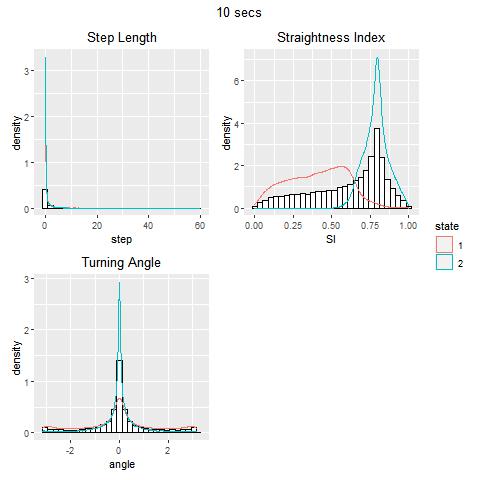 10 secs
Step Length
3
2
1
0
density
0
20
40
60
step
Straightness Index
6
4
2
0
density
0.00
0.25
0.50
0.75
1.00
SI
state
1
2
Turning Angle
3
2
1
0
density
-2
0
2
angle